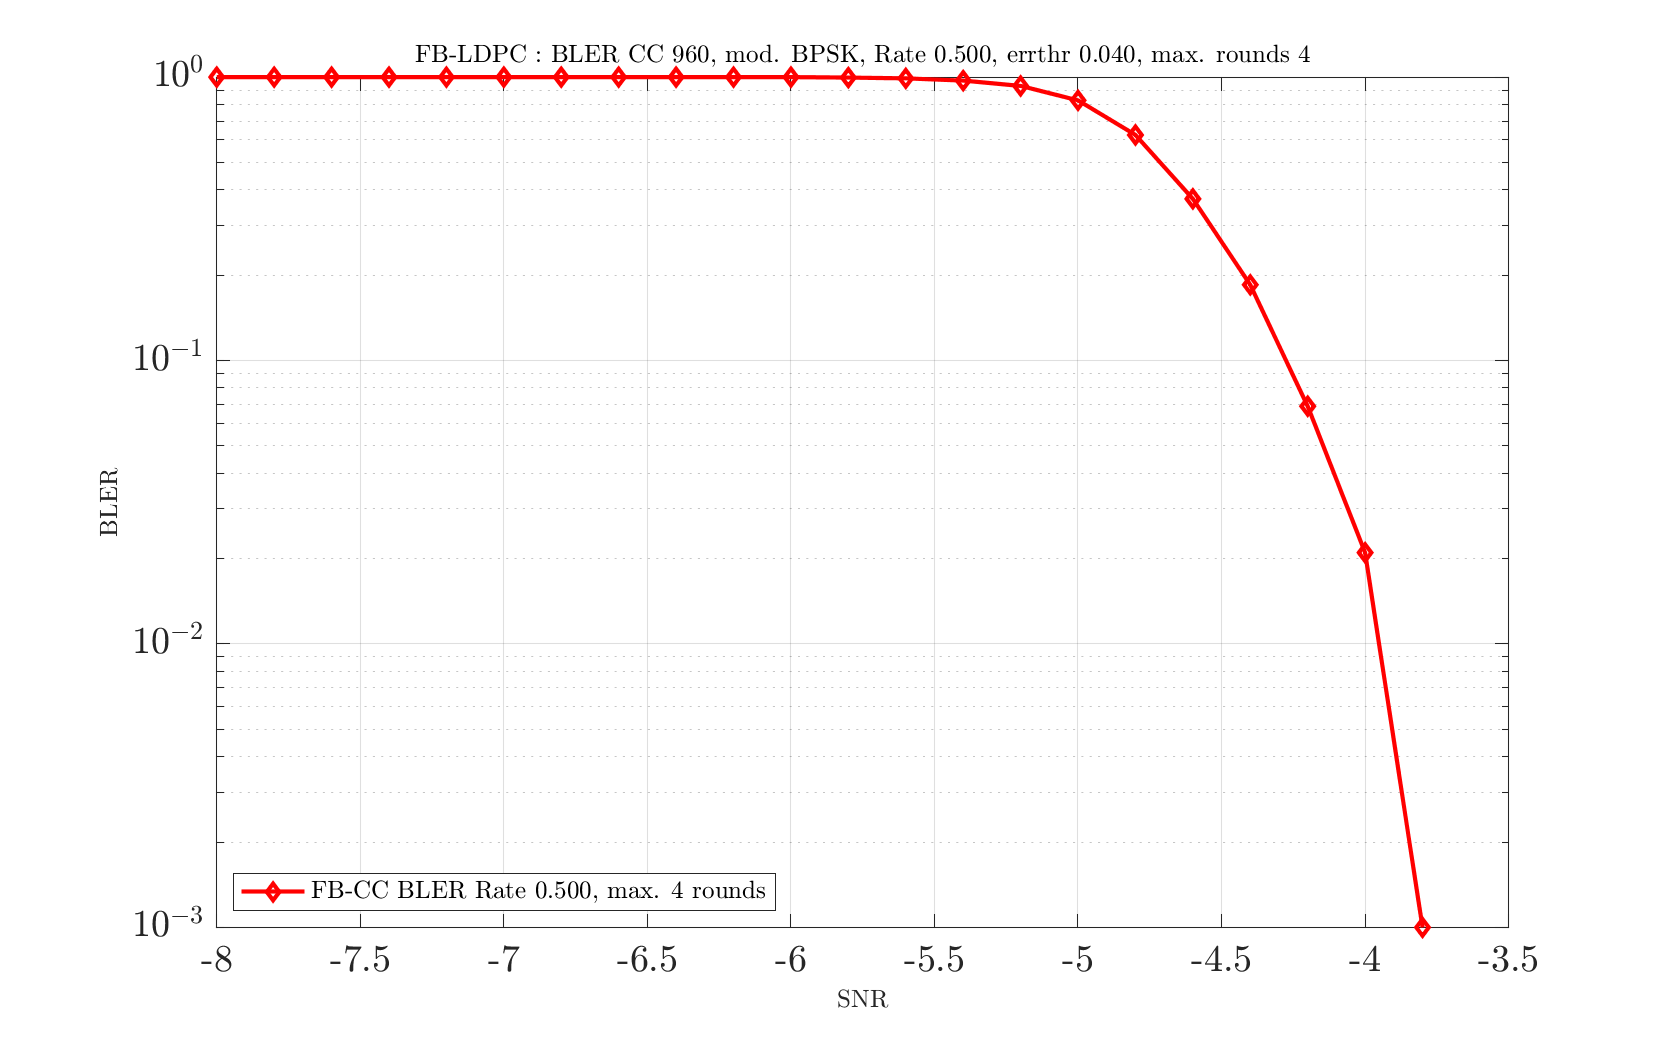 FB-LDPC : BLER CC 960, mod. BPSK, Rate 0.500, errthr 0.040, max. rounds 4
10^0
10^{-1}
10^{-2}
10^{-3}
BLER
FB-CC BLER Rate 0.500, max. 4 rounds
-8 -7.5 -7 -6.5 -6 -5.5 -5 -4.5 -4 -3.5
SNR